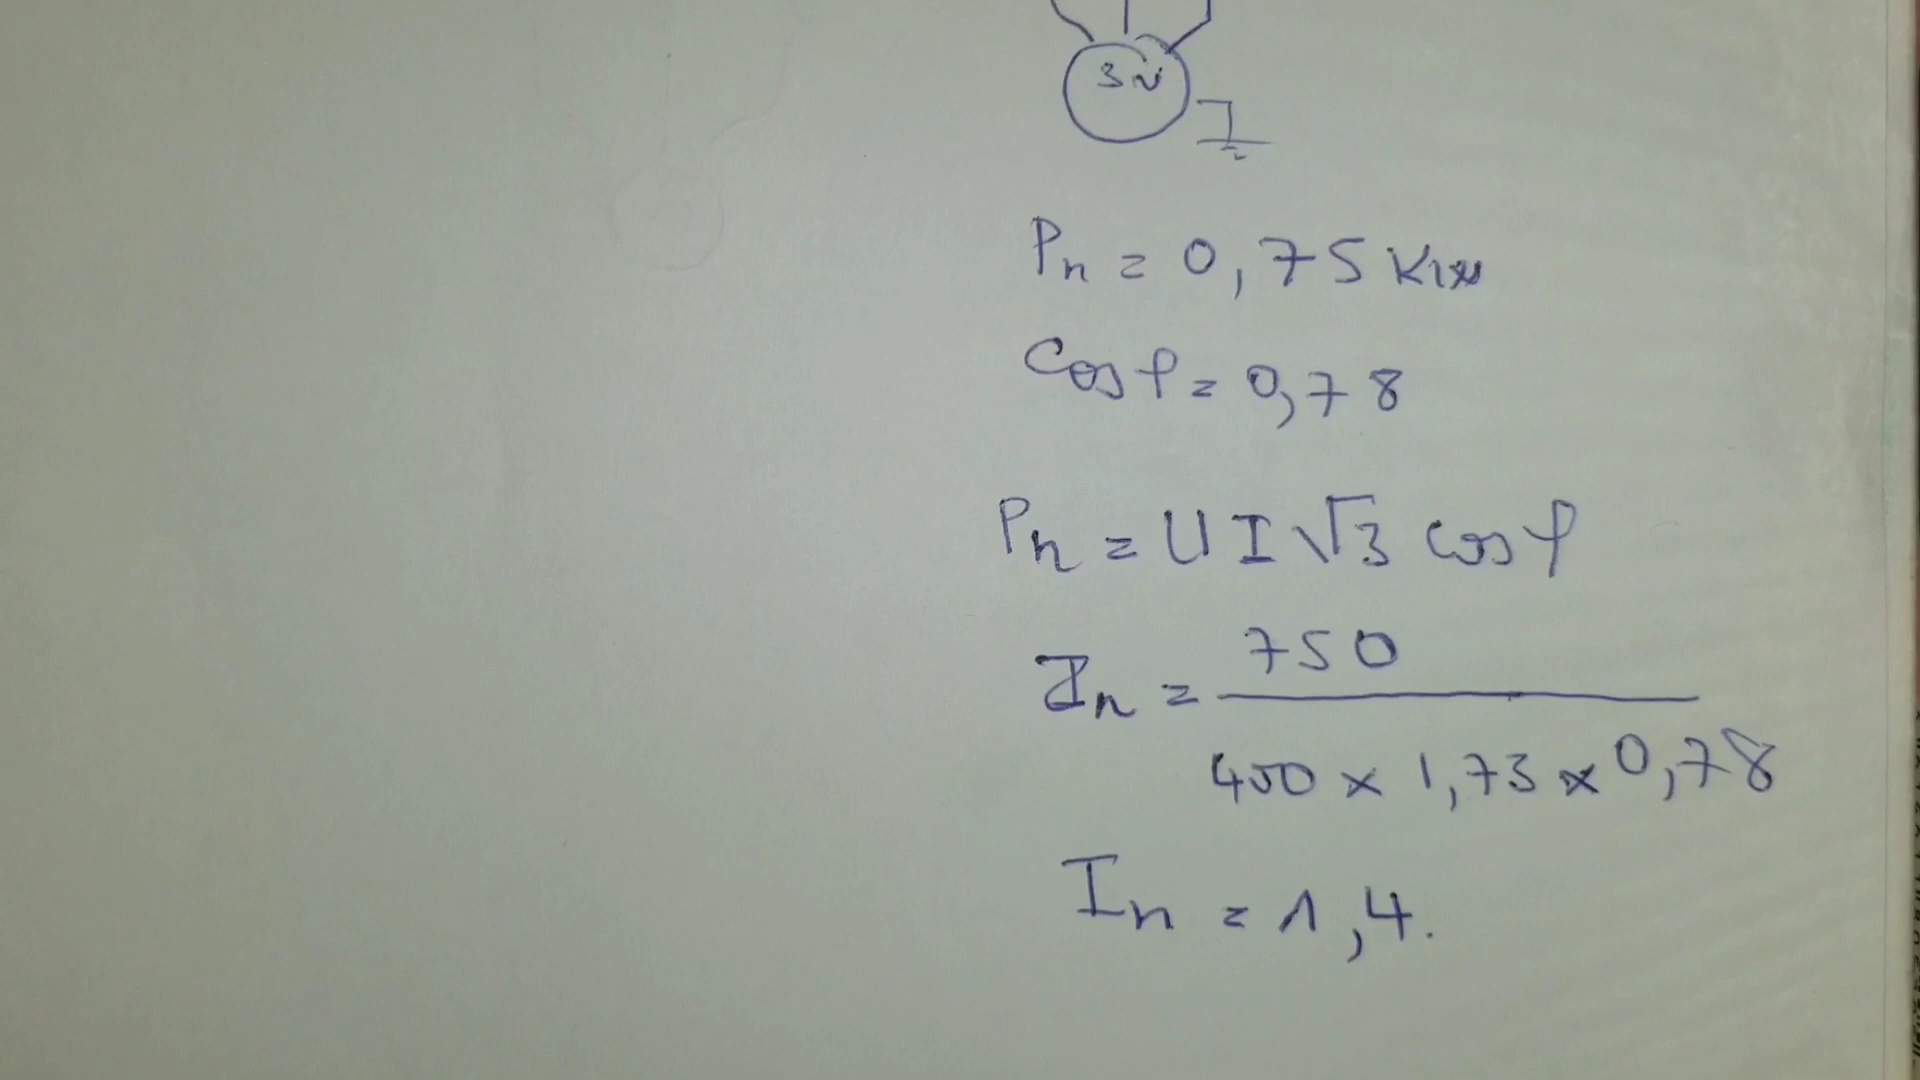 3~
Pn = 0,75 KW
Cos φ = 0,78
Pn = U I √3 cos φ
In = 750
400 x 1,73 x 0,78
In = 1,4.